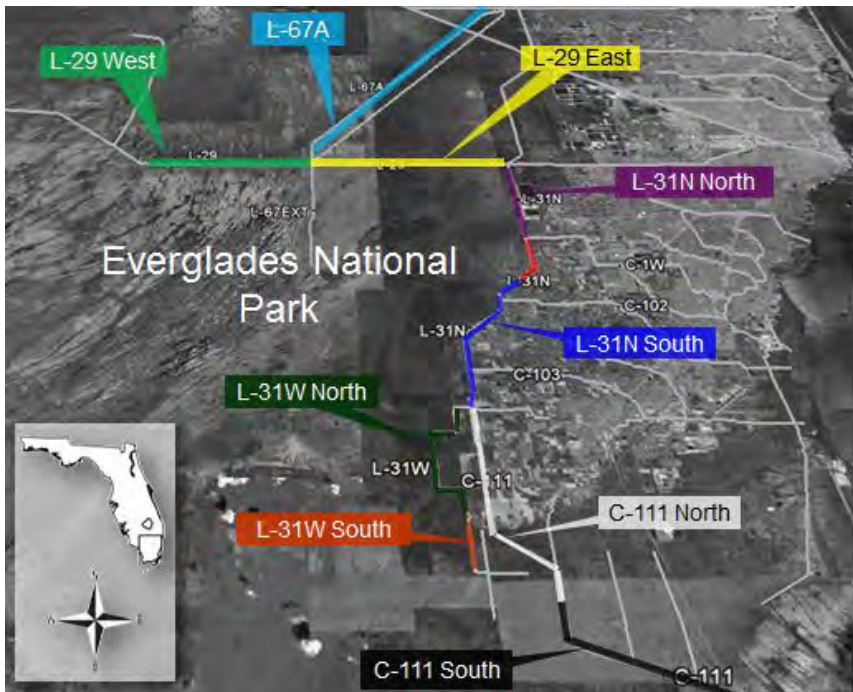 L-67A
L-29 West
L-29 East
L-67A
L-29
L-31N North
L-31N
L-67EXT
Everglades National
Park
C-1W
L-31N
C-102
L-31N
L-31N South
C-103
L-31W North
L-31W
C-111
C-111 North
L-31W South
C-111 South
C-111